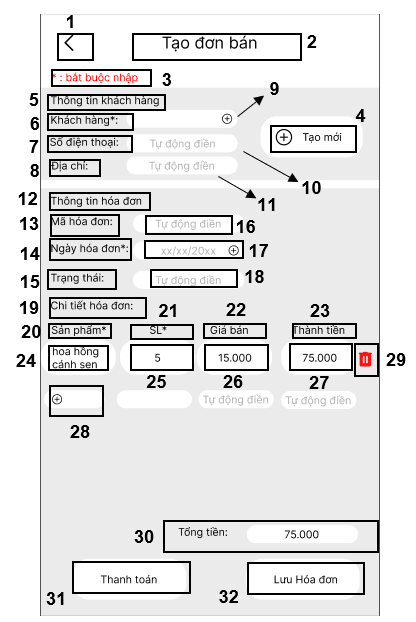 1
Tạo đơn bán
2
* : bắt buộc nhập
3
9
4
5
Thông tin khách hàng
6
Khách hàng*:
Tạo mới
7
Số điện thoại:
Tự động điền
8
Địa chỉ:
Tự động điền
10
11
12
Thông tin hóa đơn
13
Mã hóa đơn:
Tự động điền
16
14
Ngày hóa đơn*:
xx/xx/20xx
17
15
Trạng thái:
Tự động điền
18
19
Chi tiết hóa đơn:
21
22
23
20
Sản phẩm*
SL*
Giá bán
Thành tiền
24
hoa hồng
cánh sen
5
15.000
75.000
29
25
26
27
Tự động điền
Tự động điền
28
30
Tổng tiền:
75.000
Thanh toán
Lưu Hóa đơn
31
32